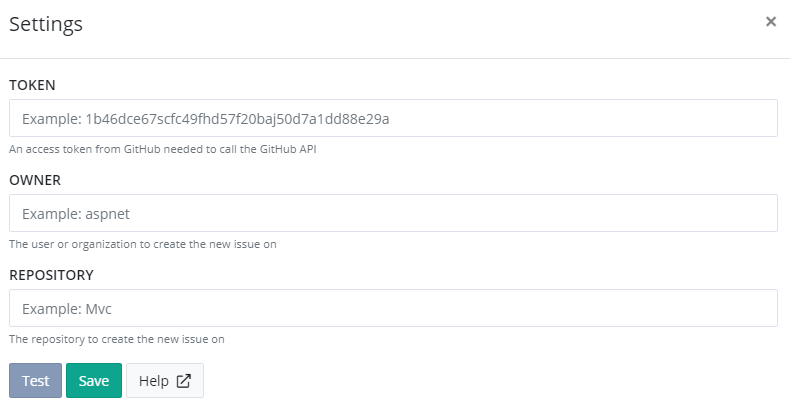 Settings
×
TOKEN
Example: 1b46dce67scfc49fhd57f20baj50d7a1dd88e29a
An access token from GitHub needed to call the GitHub API
OWNER
Example: aspnet
The user or organization to create the new issue on
REPOSITORY
Example: Mvc
The repository to create the new issue on
Test Save Help